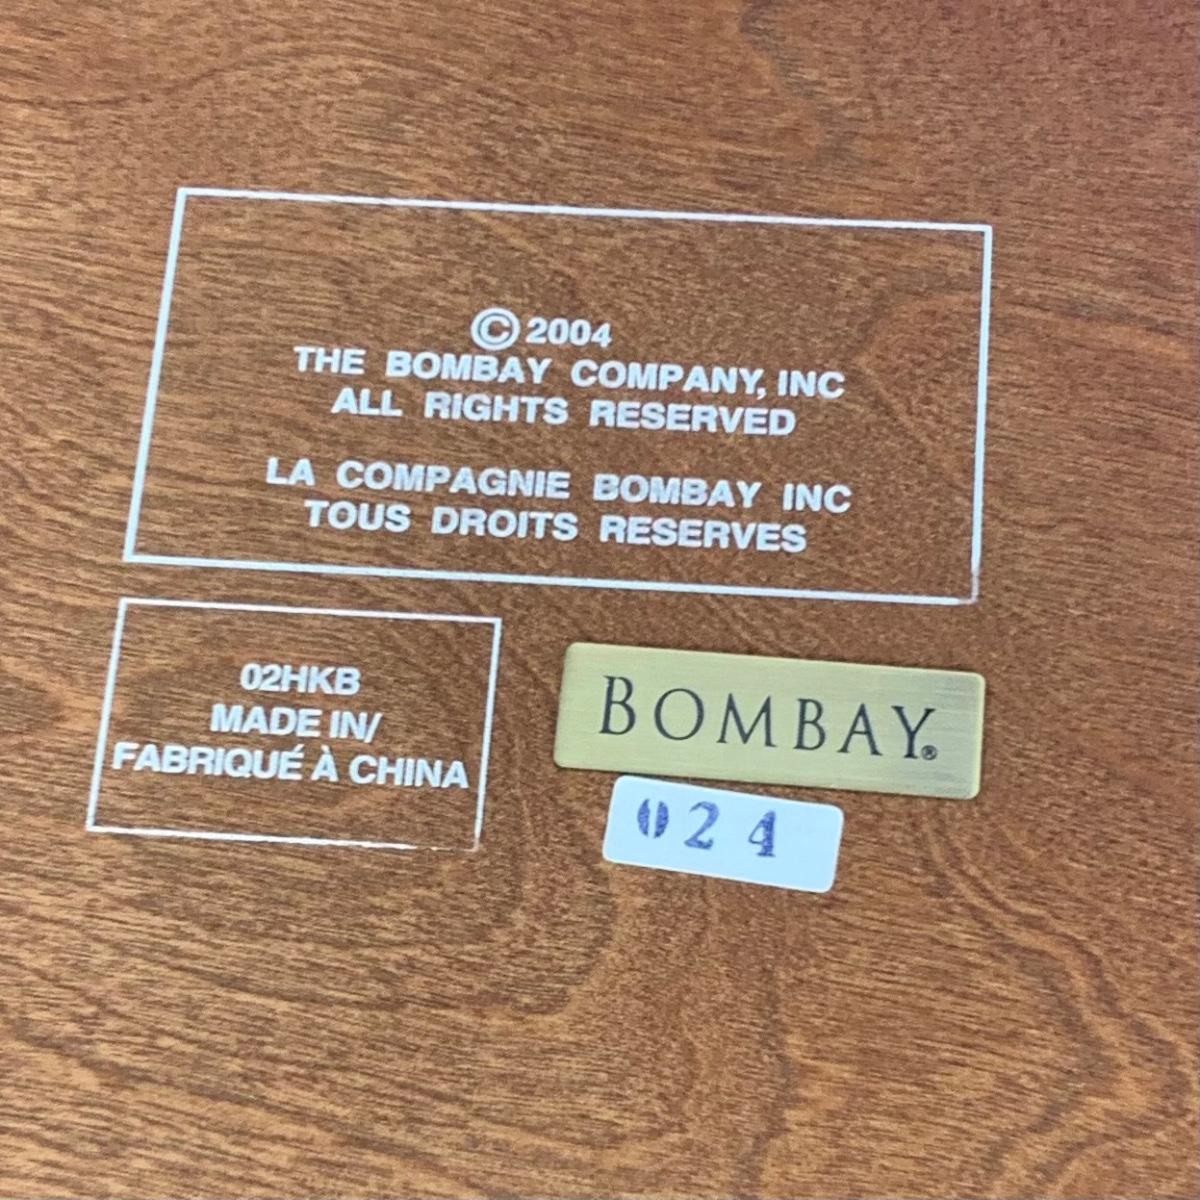 © 2004
THE BOMBAY COMPANY, INC
ALL RIGHTS RESERVED
LA COMPAGNIE BOMBAY INC
TOUS DROITS RESERVES
02HKB
MADE IN/
FABRIQUÉ À CHINA
BOMBAY®
024